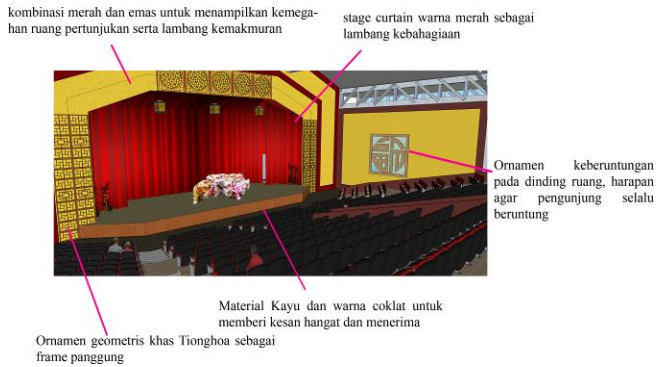 kombinasi merah dan emas untuk menampilkan kemega-
han ruang pertunjukan serta lambang kemakmuran
stage curtain warna merah sebagai
lambang kebahagiaan
Ornamen keberuntungan
pada dinding ruang, harapan
agar pengunjung selalu
beruntung
Material Kayu dan warna coklat untuk
memberi kesan hangat dan menerima
Ornamen geometris khas Tionghoa sebagai
frame panggung